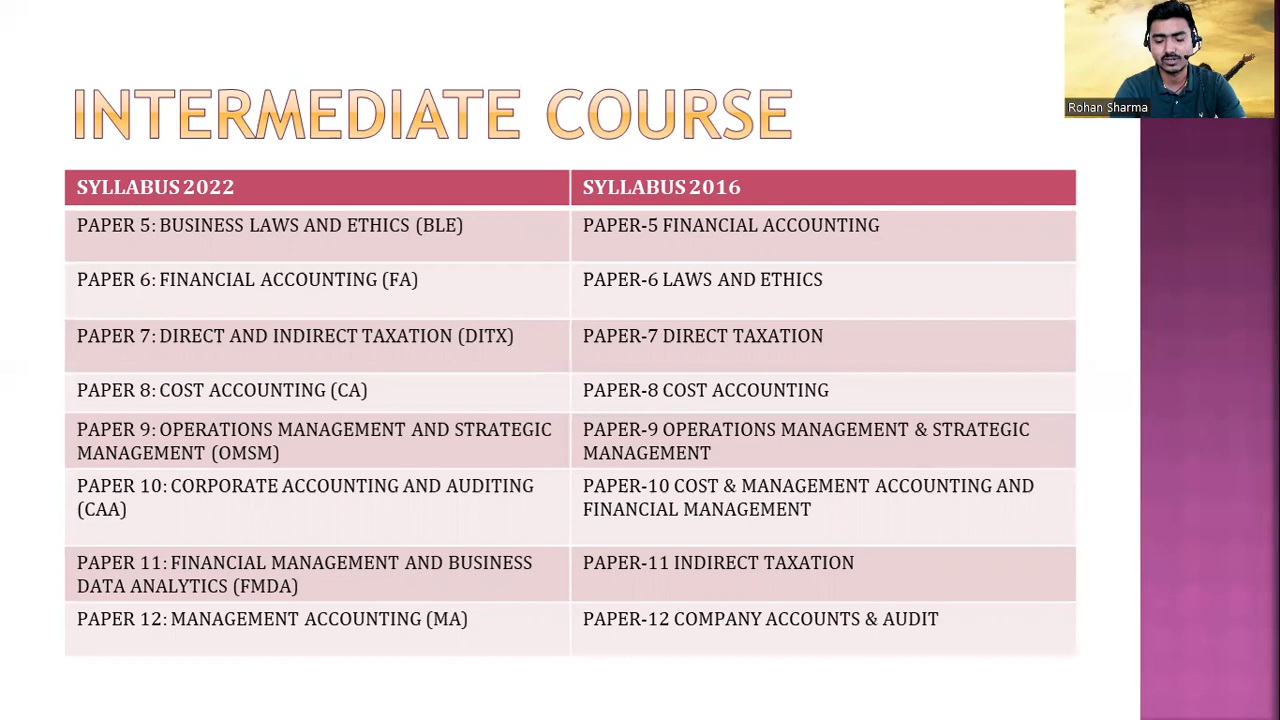 Rohan Sharma
INTERMEDIATE COURSE
SYLLABUS 2022
SYLLABUS 2016
PAPER 5: BUSINESS LAWS AND ETHICS (BLE)
PAPER-5 FINANCIAL ACCOUNTING
PAPER 6: FINANCIAL ACCOUNTING (FA)
PAPER-6 LAWS AND ETHICS
PAPER 7: DIRECT AND INDIRECT TAXATION (DITX)
PAPER-7 DIRECT TAXATION
PAPER 8: COST ACCOUNTING (CA)
PAPER-8 COST ACCOUNTING
PAPER 9: OPERATIONS MANAGEMENT AND STRATEGIC
MANAGEMENT (OMSM)
PAPER-9 OPERATIONS MANAGEMENT & STRATEGIC
MANAGEMENT
PAPER 10: CORPORATE ACCOUNTING AND AUDITING
(CAA)
PAPER-10 COST & MANAGEMENT ACCOUNTING AND
FINANCIAL MANAGEMENT
PAPER 11: FINANCIAL MANAGEMENT AND BUSINESS
DATA ANALYTICS (FMDA)
PAPER-11 INDIRECT TAXATION
PAPER 12: MANAGEMENT ACCOUNTING (MA)
PAPER-12 COMPANY ACCOUNTS & AUDIT